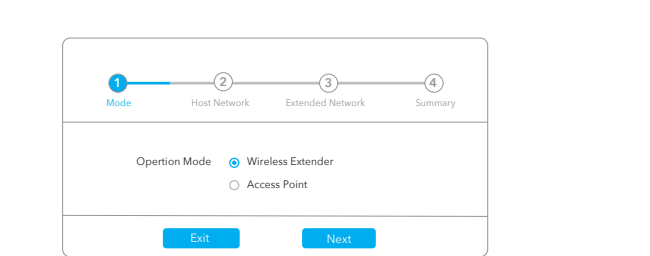 1 2 3 4
Mode Host Network Extended Network Summary
Opertion Mode Wireless Extender
Access Point
Exit Next